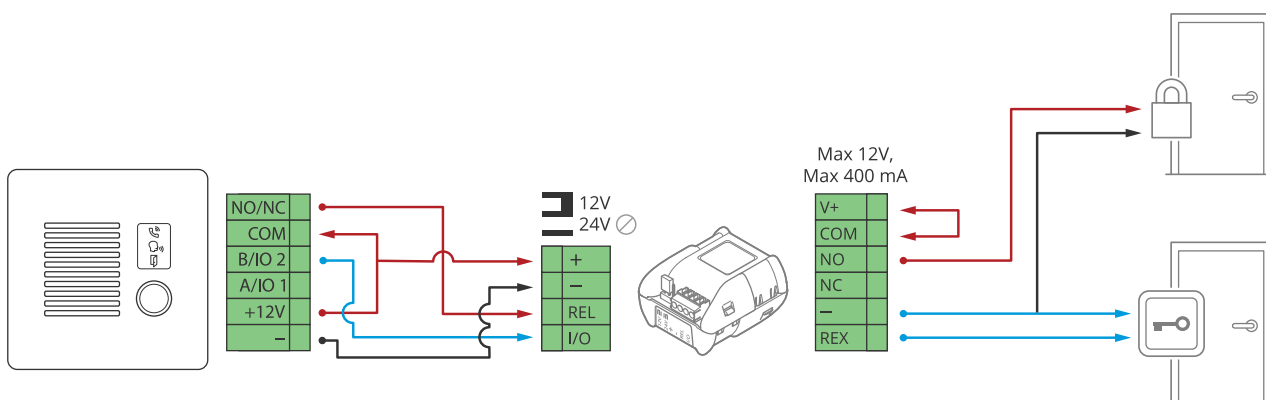 NO/NC
COM
B/IO 2
A/IO 1
+12V
–
12V
24V
+
–
REL
I/O
Max 12V,
Max 400 mA
V+
COM
NO
NC
–
REX